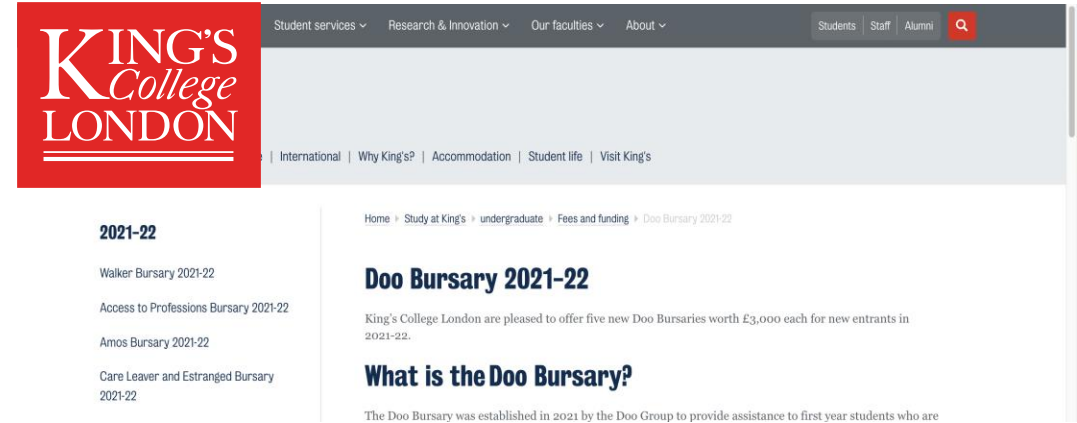 KING'S
College
LONDON
Student services Research & Innovation Our faculties About Students Staff Alumni
| International | Why King's? | Accommodation | Student life | Visit King's
2021–22
Walker Bursary 2021-22
Access to Professions Bursary 2021-22
Amos Bursary 2021-22
Care Leaver and Estranged Bursary
2021-22
Home Study at King's undergraduate Fees and funding Doo Bursary 2021-22
Doo Bursary 2021–22
King's College London are pleased to offer five new Doo Bursaries worth £3,000 each for new entrants in
2021-22.
What is the Doo Bursary?
The Doo Bursary was established in 2021 by the Doo Group to provide assistance to first year students who are